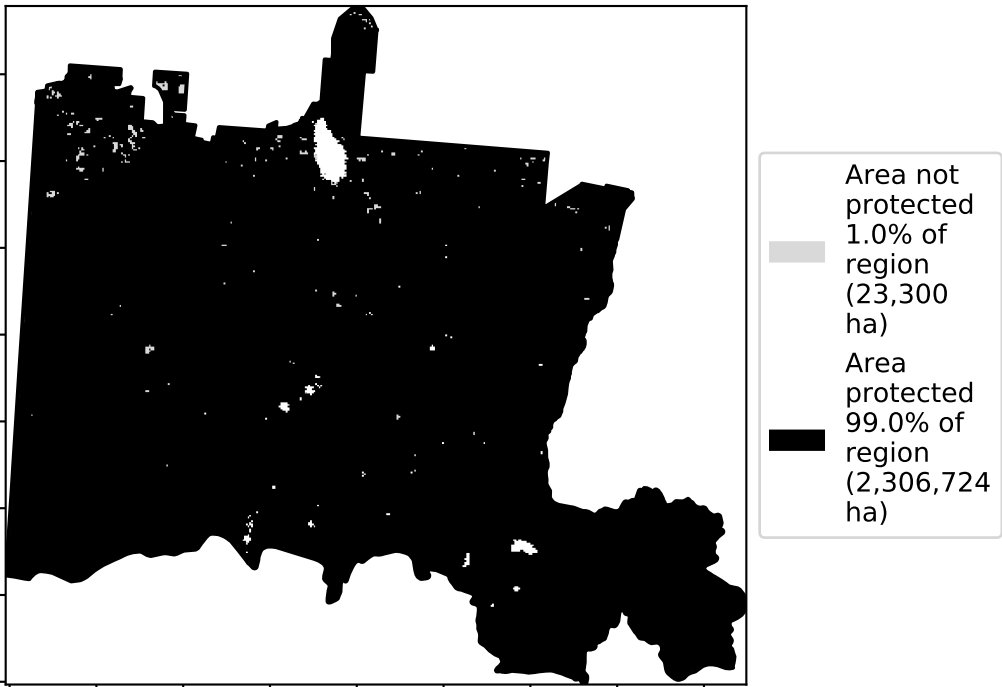 Area not
protected
1.0% of
region
(23,300
ha)
Area
protected
99.0% of
region
(2,306,724
ha)